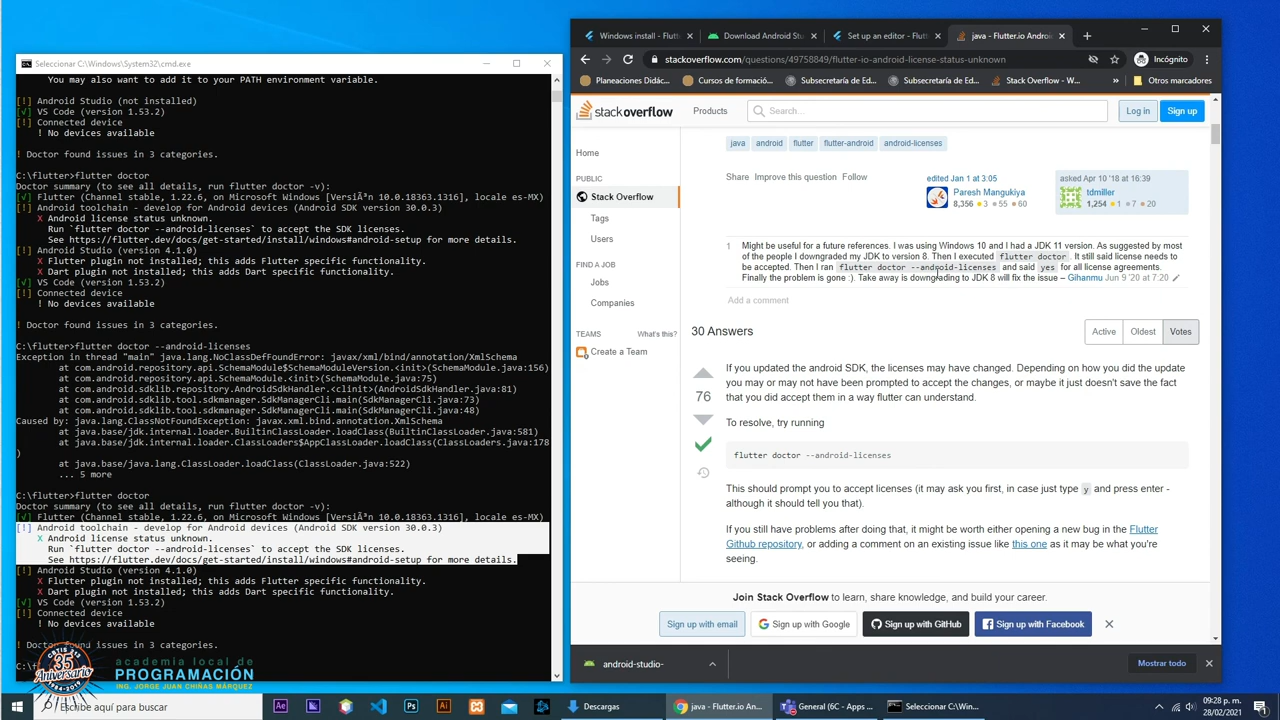 Seleccionar C:\Windows\System32\cmd.exe
You may also want to add it to your PATH environment variable.
[!] Android Studio (not installed)
[√] VS Code (version 1.53.2)
[!] Connected device
! No devices available
! Doctor found issues in 3 categories.
C:\flutter>flutter doctor
Doctor summary (to see all details, run flutter doctor -v):
[√] Flutter (Channel stable, 1.22.6, on Microsoft Windows [VersiÃ³n 10.0.18363.1316], locale es-MX)
[!] Android toolchain - develop for Android devices (Android SDK version 30.0.3)
X Android license status unknown.
Run `flutter doctor --android-licenses` to accept the SDK licenses.
See https://flutter.dev/docs/get-started/install/windows#android-setup for more details.
[!] Android Studio (version 4.1.0)
X Flutter plugin not installed; this adds Flutter specific functionality.
X Dart plugin not installed; this adds Dart specific functionality.
[√] VS Code (version 1.53.2)
[!] Connected device
! No devices available
! Doctor found issues in 3 categories.
C:\flutter>flutter doctor --android-licenses
Exception in thread "main" java.lang.NoClassDefFoundError: javax/xml/bind/annotation/XmlSchema
at com.android.repository.api.SchemaModule$SchemaModuleVersion.<init>(SchemaModule.java:156)
at com.android.repository.api.SchemaModule.<init>(SchemaModule.java:75)
at com.android.sdklib.repository.AndroidSdkHandler.<clinit>(AndroidSdkHandler.java:81)
at com.android.sdklib.tool.sdkmanager.SdkManagerCli.main(SdkManagerCli.java:73)
at com.android.sdklib.tool.sdkmanager.SdkManagerCli.main(SdkManagerCli.java:48)
Caused by: java.lang.ClassNotFoundException: javax.xml.bind.annotation.XmlSchema
at java.base/jdk.internal.loader.BuiltinClassLoader.loadClass(BuiltinClassLoader.java:581)
at java.base/jdk.internal.loader.ClassLoaders$AppClassLoader.loadClass(ClassLoaders.java:178
)
at java.base/java.lang.ClassLoader.loadClass(ClassLoader.java:522)
... 5 more
C:\flutter>flutter doctor
Doctor summary (to see all details, run flutter doctor -v):
[√] Flutter (Channel stable, 1.22.6, on Microsoft Windows [VersiÃ³n 10.0.18363.1316], locale es-MX)
[!] Android toolchain - develop for Android devices (Android SDK version 30.0.3)
X Android license status unknown.
Run `flutter doctor --android-licenses` to accept the SDK licenses.
See https://flutter.dev/docs/get-started/install/windows#android-setup for more details.
[!] Android Studio (version 4.1.0)
X Flutter plugin not installed; this adds Flutter specific functionality.
X Dart plugin not installed; this adds Dart specific functionality.
[√] VS Code (version 1.53.2)
[!] Connected device
! No devices available
found issues in 3 categories.
35
Aniversario
1984-2019
academia local de
PROGRAMACIÓN
ING. JORGE JUAN CHIÑAS MÁRQUEZ
Windows install - Flutt
Download Android Stu
Set up an editor - Flutte
java - Flutter.io Androi
stackoverflow.com/questions/49758849/flutter-io-android-license-status-unknown
Incógnito
Planeaciones Didác...
Cursos de formació...
Subsecretaría de Ed...
Subsecretaría de Ed...
Stack Overflow - W...
»
Otros marcadores
stackoverflow
Products
Search...
Log in
Sign up
Home
PUBLIC
Stack Overflow
Tags
Users
FIND A JOB
Jobs
Companies
TEAMS
What's this?
Create a Team
java android flutter flutter-android android-licenses
Share Improve this question Follow
edited Jan 1 at 3:05
Paresh Mangukiya
8,356 3 55 60
asked Apr 10 '18 at 16:39
tdmiller
1,254 1 7 20
1
Might be useful for a future references. I was using Windows 10 and I had a JDK 11 version. As suggested by most
of the people I downgraded my JDK to version 8. Then I executed flutter doctor. It still said license needs to
be accepted. Then I ran flutter doctor --android-licenses and said yes for all license agreements.
Finally the problem is gone :). Take away is downgrading to JDK 8 will fix the issue – Gihanmu Jun 9 '20 at 7:20
Add a comment
30 Answers
Active
Oldest
Votes
76
If you updated the android SDK, the licenses may have changed. Depending on how you did the update
you may or may not have been prompted to accept the changes, or maybe it just doesn't save the fact
that you did accept them in a way flutter can understand.
To resolve, try running
flutter doctor --android-licenses
This should prompt you to accept licenses (it may ask you first, in case just type y and press enter -
although it should tell you that).
If you still have problems after doing that, it might be worth either opening a new bug in the Flutter
Github repository, or adding a comment on an existing issue like this one as it may be what you're
seeing.
Join Stack Overflow to learn, share knowledge, and build your career.
Sign up with email
Sign up with Google
Sign up with GitHub
Sign up with Facebook
android-studio-
Mostrar todo
Escribe aquí para buscar
Ae
Ps
Ai
Descargas
java - Flutter.io An...
General (6C - Apps ...
Seleccionar C:\Win...
09:28 p. m.
28/02/2021